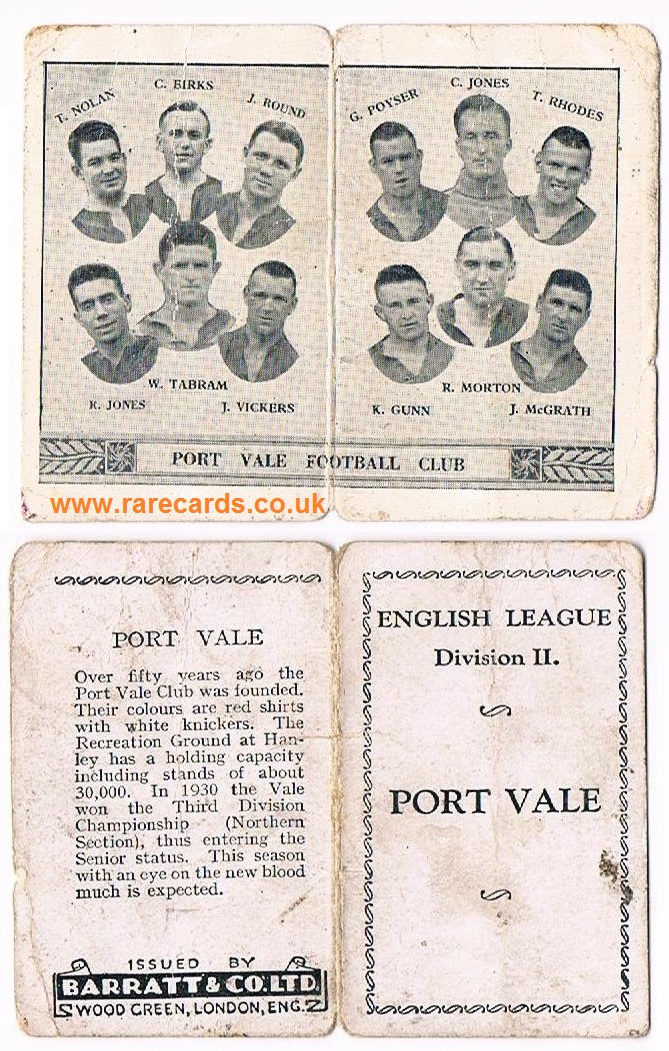 T. NOLAN
C. BIRKS
J. ROUND
G. POYSER
C. JONES
T. RHODES
W. TABRAM
R. JONES
J. VICKERS
R. MORTON
K. GUNN
J. McGRATH
PORT VALE FOOTBALL CLUB
www.rarecards.co.uk
PORT VALE
Over fifty years ago the
Port Vale Club was founded.
Their colours are red shirts
with white knickers. The
Recreation Ground at Han-
ley has a holding capacity
including stands of about
30,000. In 1930 the Vale
won the Third Division
Championship (Northern
Section), thus entering the
Senior status. This season
with an eye on the new blood
much is expected.
ISSUED BY
BARRATT & CO. LTD
WOOD GREEN, LONDON, ENG.
ENGLISH LEAGUE
Division II.
PORT VALE